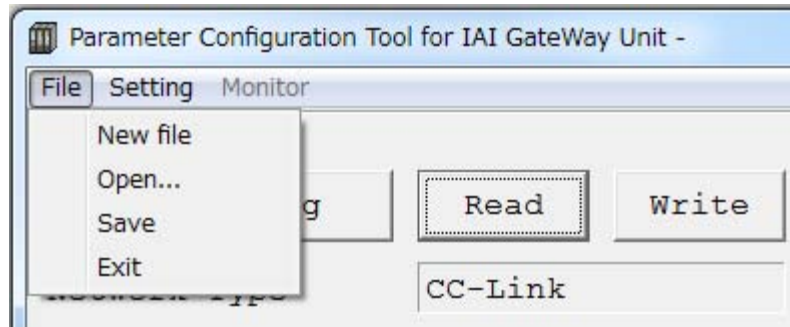 Parameter Configuration Tool for IAI GateWay Unit -
File Setting Monitor
New file
Open...
Save
Exit
g Read Write
CC-Link